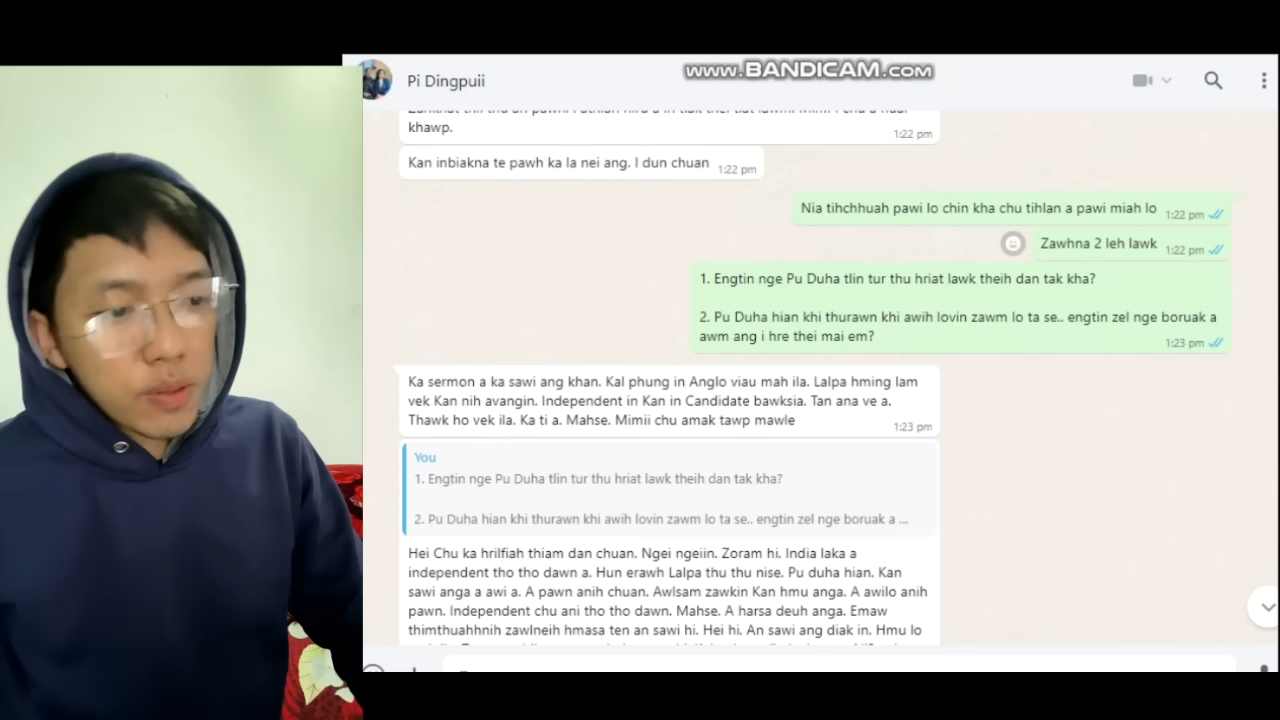 www.BANDICAM.com
Pi Dingpuii
khawp.
1:22 pm
Kan inbiakna te pawh ka la nei ang. I dun chuan
1:22 pm
Nia tihchhuah pawi lo chin kha chu tihlan a pawi miah lo
1:22 pm
Zawhna 2 leh lawk
1:22 pm
1. Engtin nge Pu Duha tlin tur thu hriat lawk theih dan tak kha?
2. Pu Duha hian khi thurawn khi awih lovin zawm lo ta se.. engtin zel nge boruak a
awm ang i hre thei mai em?
1:23 pm
Ka sermon a ka sawi ang khan. Kal phung in Anglo viau mah ila. Lalpa hming lam
vek Kan nih avangin. Independent in Kan in Candidate bawksia. Tan ana ve a.
Thawk ho vek ila. Ka ti a. Mahse. Mimii chu amak tawp mawle
1:23 pm
You
1. Engtin nge Pu Duha tlin tur thu hriat lawk theih dan tak kha?
2. Pu Duha hian khi thurawn khi awih lovin zawm lo ta se.. engtin zel nge boruak a ...
Hei Chu ka hrilfiah thiam dan chuan. Ngei ngeiin. Zoram hi. India laka a
independent tho tho dawn a. Hun erawh Lalpa thu thu nise. Pu duha hian. Kan
sawi anga a awi a. A pawn anih chuan. Awlsam zawkin Kan hmu anga. A awilo anih
pawn. Independent chu ani tho tho dawn. Mahse. A harsa deuh anga. Emaw
thimthuahhnih zawlneih hmasa ten an sawi hi. Hei hi. An sawi ang diak in. Hmu lo